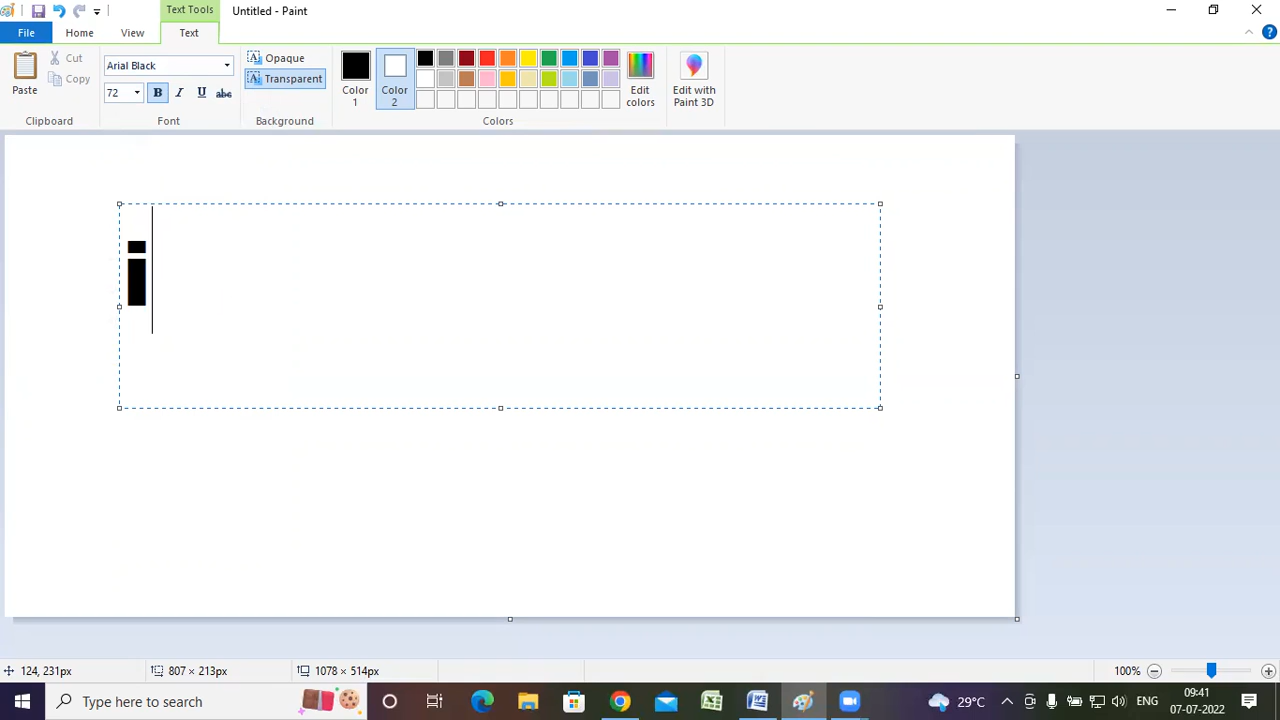 Text Tools
Untitled - Paint
File
Home
View
Text
Paste
Cut
Copy
Clipboard
Arial Black
72
B
I
U
abc
Font
Opaque
Transparent
Background
Color
1
Color
2
Edit
colors
Colors
Edit with
Paint 3D
i
124, 231px
807 × 213px
1078 × 514px
100%
Type here to search
29°C
ENG
09:41
07-07-2022